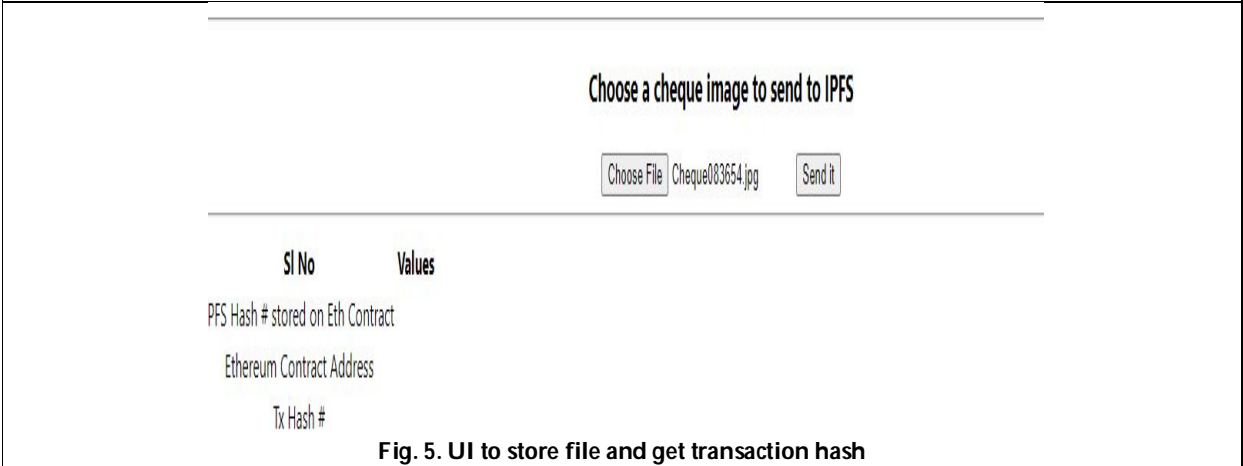 Choose a cheque image to send to IPFS
Choose File Cheque083654.jpg Send it
Sl No Values
PFS Hash # stored on Eth Contract
Ethereum Contract Address
Tx Hash #
Fig. 5. UI to store file and get transaction hash